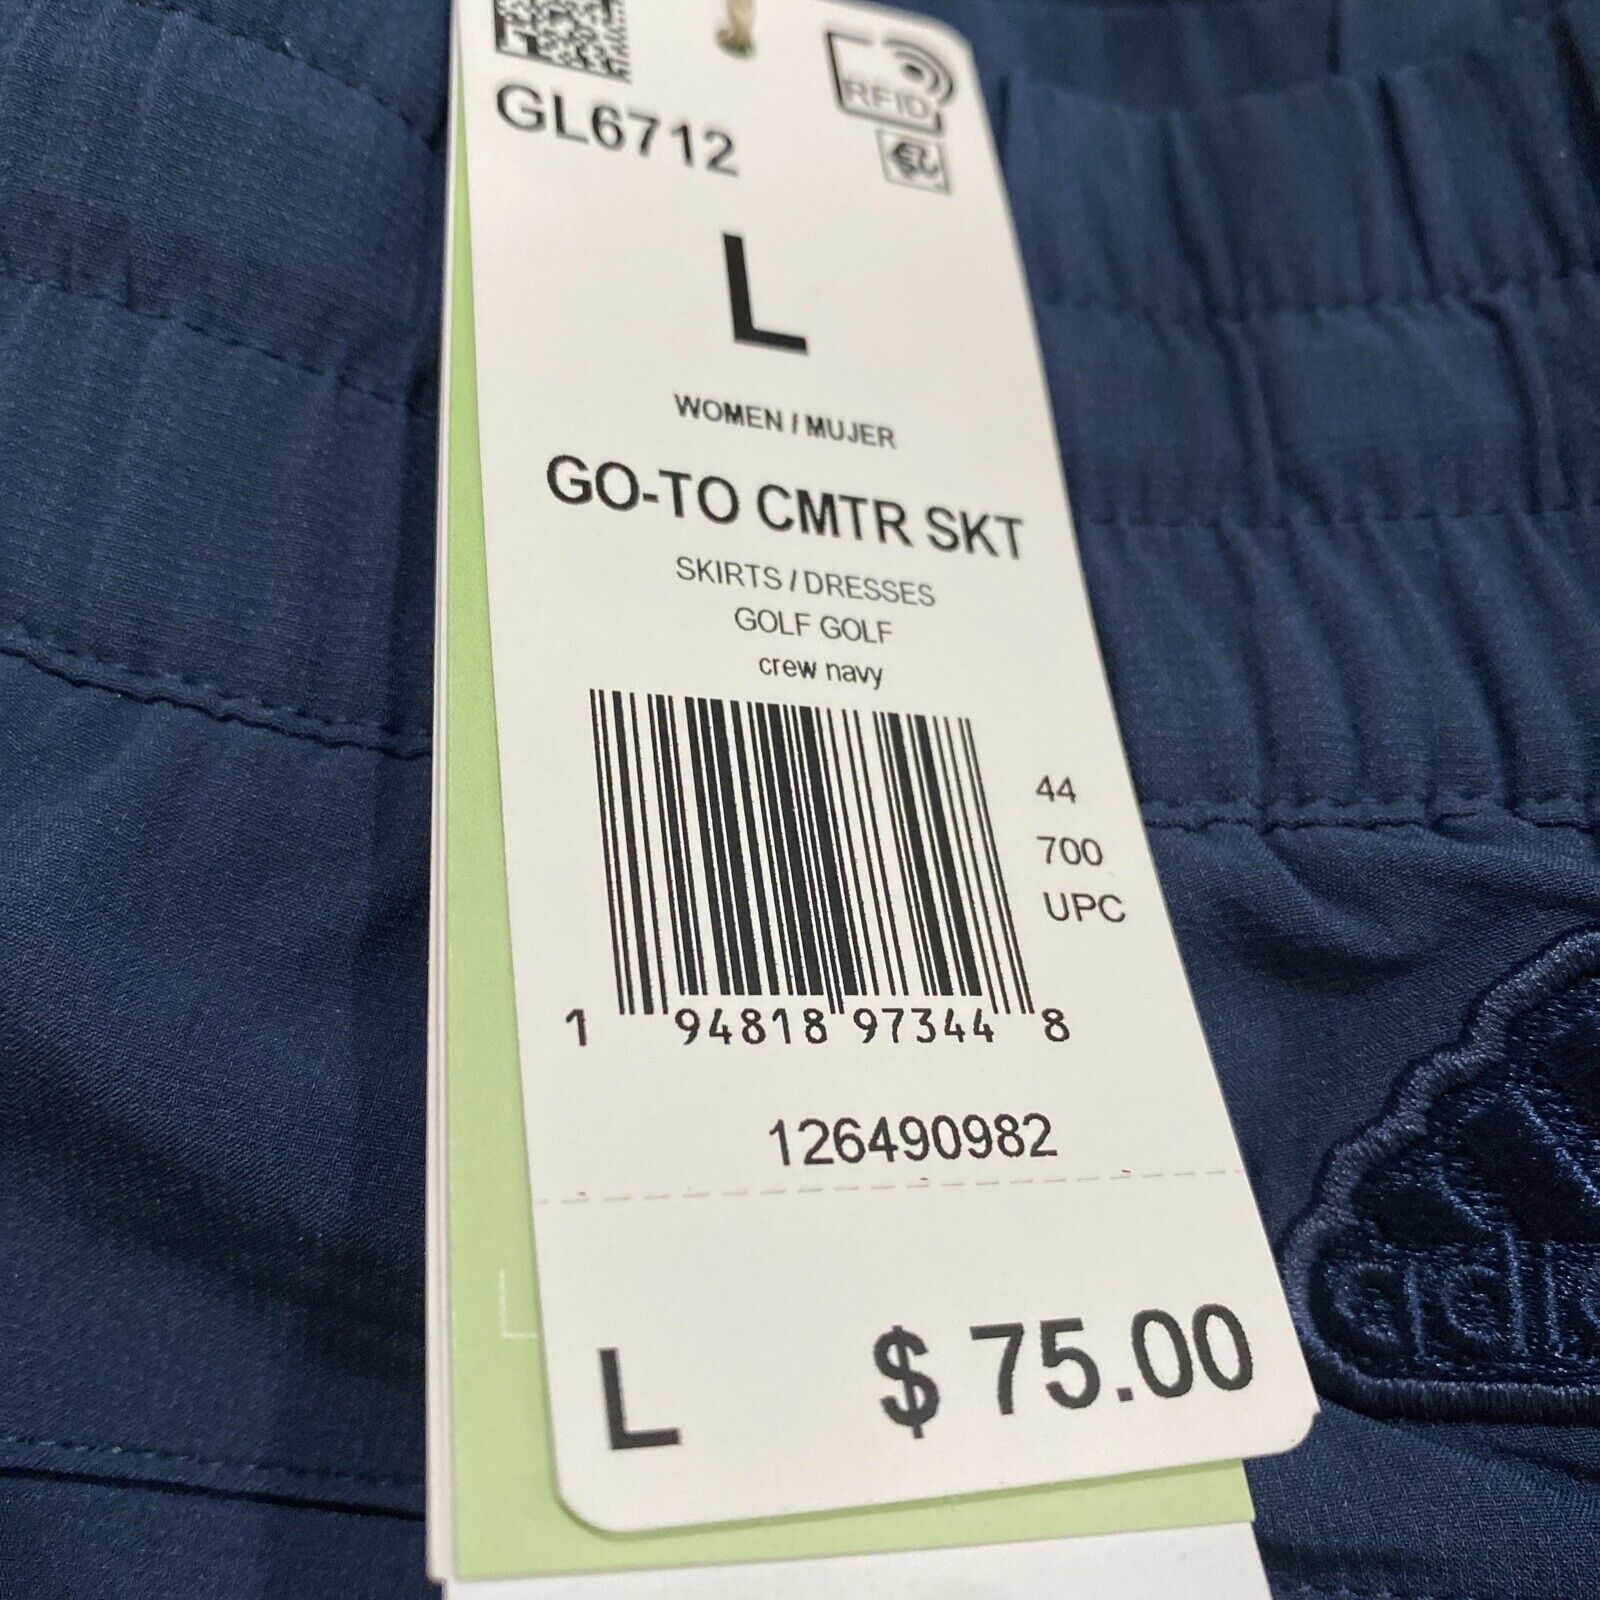 RFID
GL6712
L
WOMEN / MUJER
GO-TO CMTR SKT
SKIRTS / DRESSES
GOLF GOLF
crew navy
44
700
UPC
1 94818 97344 8
126490982
L $ 75.00